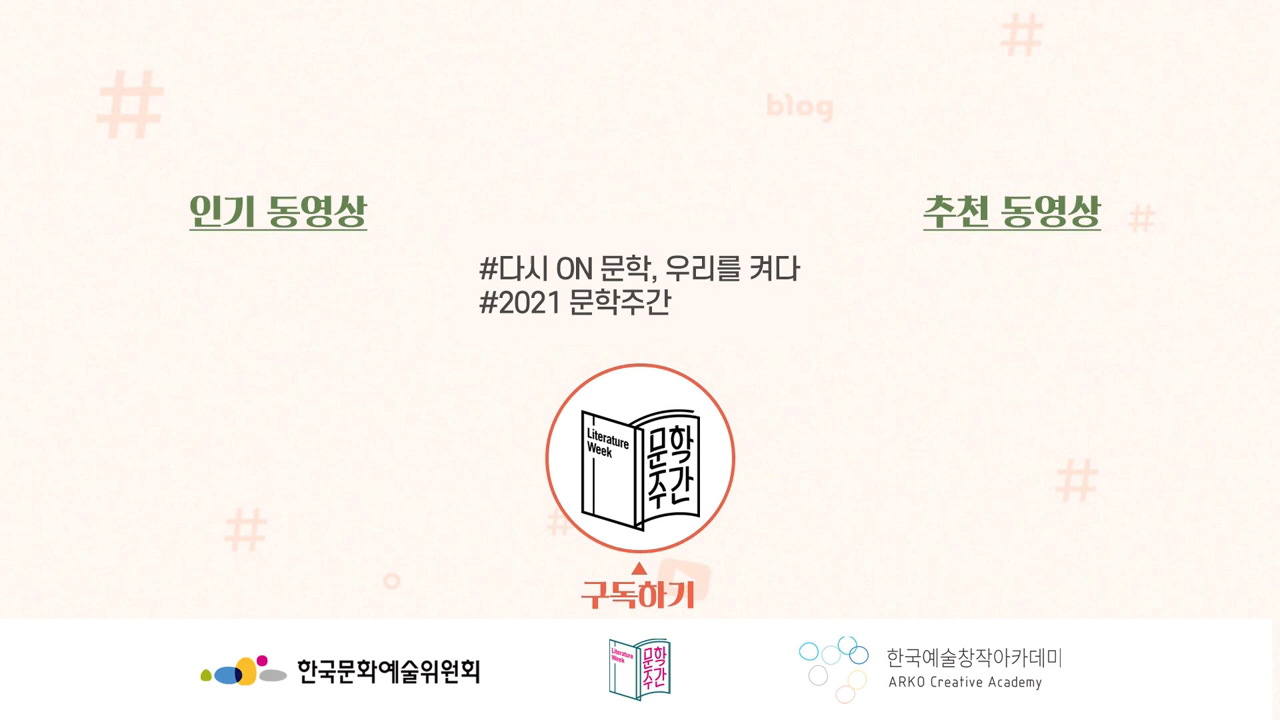 blog
인기 동영상
추천 동영상
#다시 ON 문학, 우리를 켜다
#2021 문학주간
Literature
Week
문학
주간
구독하기
한국문화예술위원회
Literature
Week
문학
주간
한국예술창작아카데미
ARKO Creative Academy